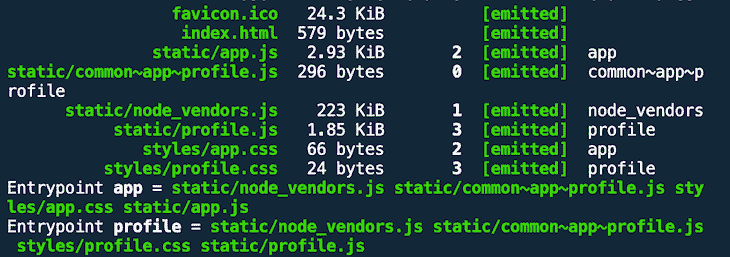 favicon.ico 24.3 KiB [emitted]
index.html 579 bytes [emitted]
static/app.js 2.93 KiB 2 [emitted] app
static/common~app~profile.js 296 bytes 0 [emitted] common~app~p
rofile
static/node_vendors.js 223 KiB 1 [emitted] node_vendors
static/profile.js 1.85 KiB 3 [emitted] profile
styles/app.css 66 bytes 2 [emitted] app
styles/profile.css 24 bytes 3 [emitted] profile
Entrypoint app = static/node_vendors.js static/common~app~profile.js sty
les/app.css static/app.js
Entrypoint profile = static/node_vendors.js static/common~app~profile.js
styles/profile.css static/profile.js